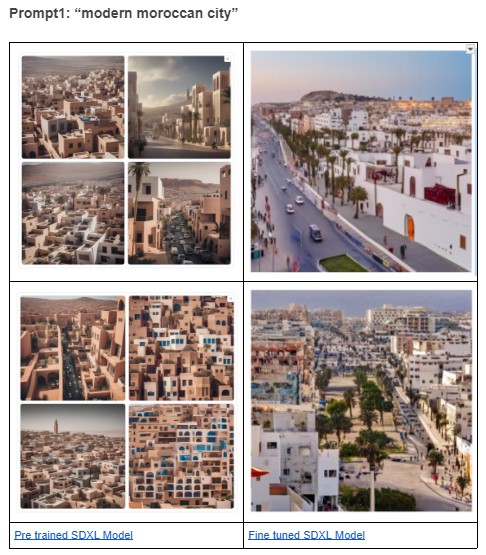 Prompt1: “modern moroccan city”
Pre trained SDXL Model
Fine tuned SDXL Model